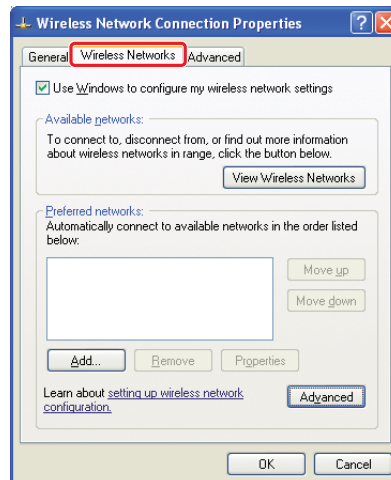 Wireless Network Connection Properties
General Wireless Networks Advanced
Use Windows to configure my wireless network settings
Available networks:
To connect to, disconnect from, or find out more information
about wireless networks in range, click the button below.
View Wireless Networks
Preferred networks:
Automatically connect to available networks in the order listed
below:
Move up
Move down
Add... Remove Properties
Learn about setting up wireless network
configuration.
Advanced
OK Cancel